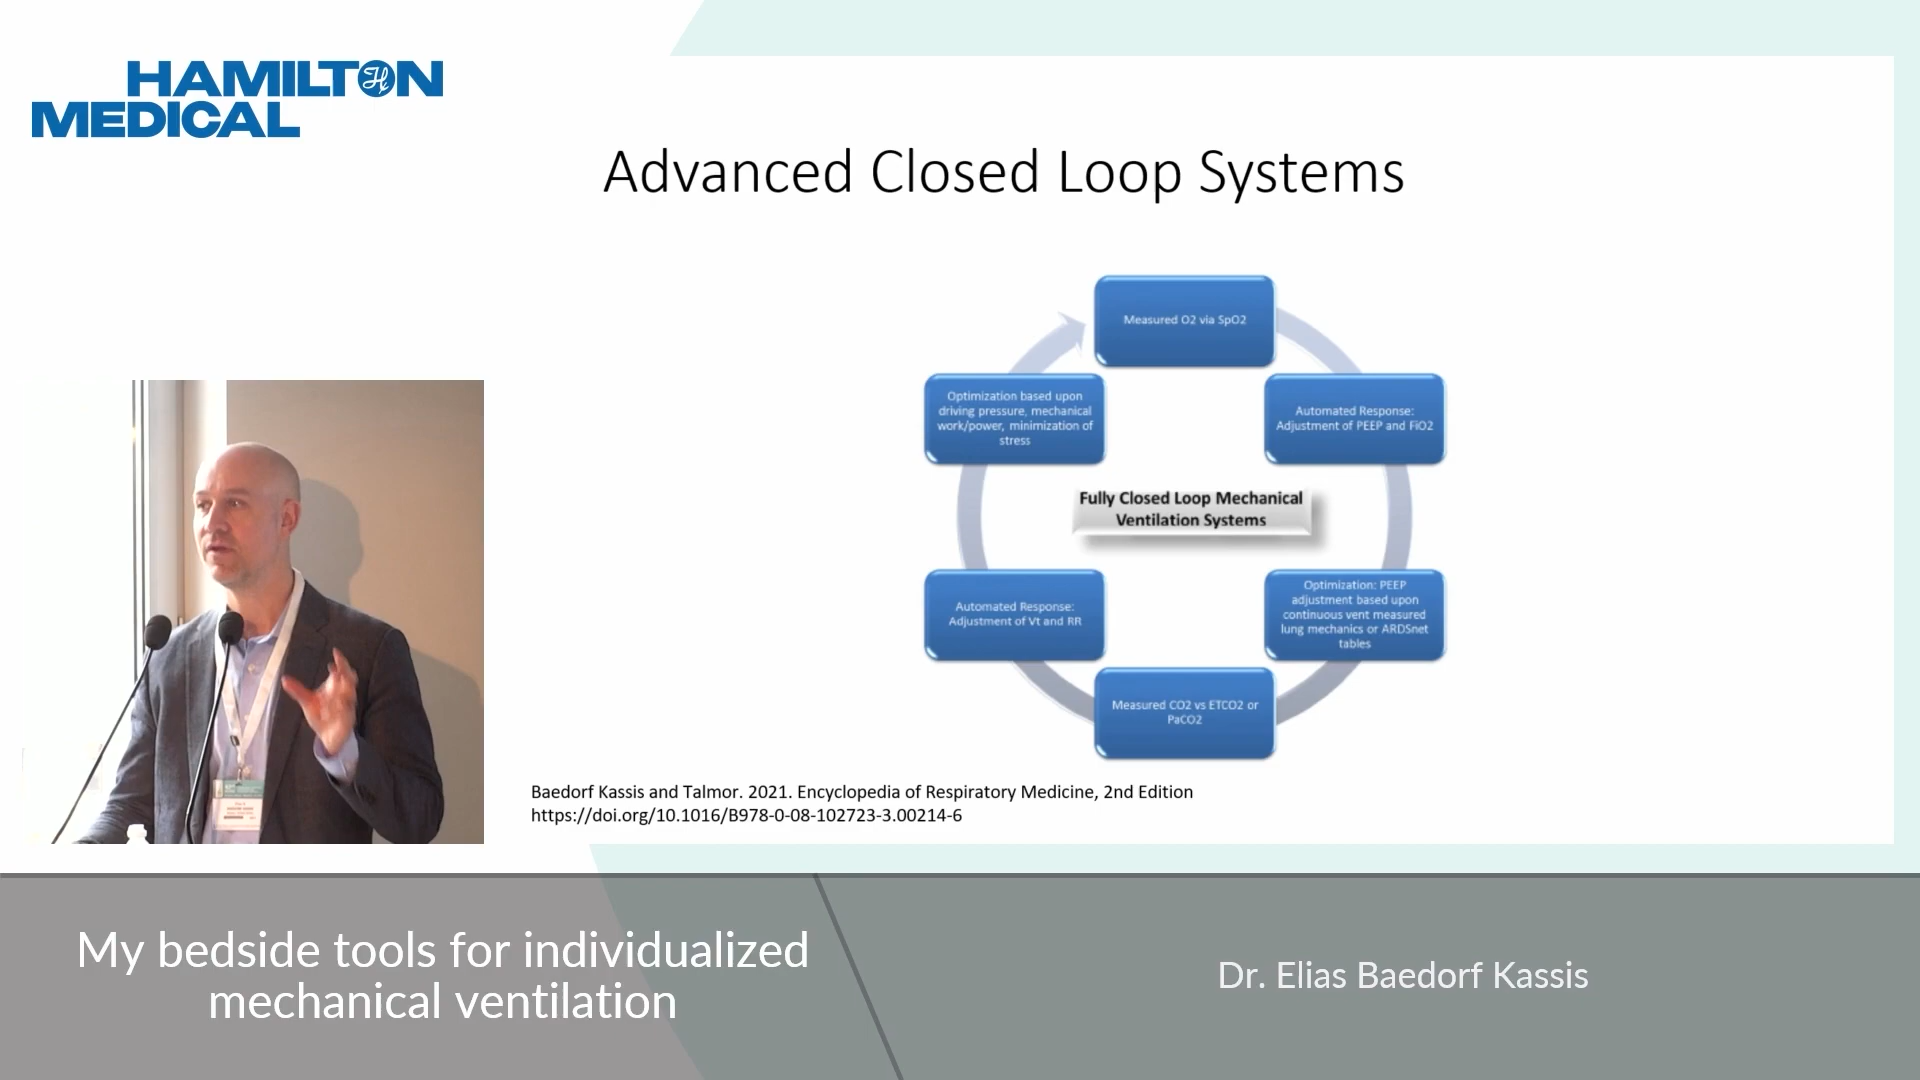 HAMILTON
MEDICAL
Advanced Closed Loop Systems
Measured O2 via SpO2
Automated Response:
Adjustment of PEEP and FiO2
Optimization: PEEP
adjustment based upon
continuous vent measured
lung mechanics or ARDSnet
tables
Measured CO2 vs ETCO2 or
PaCO2
Automated Response:
Adjustment of Vt and RR
Optimization based upon
driving pressure, mechanical
work/power, minimization of
stress
Fully Closed Loop Mechanical
Ventilation Systems
Baedorf Kassis and Talmor. 2021. Encyclopedia of Respiratory Medicine, 2nd Edition
https://doi.org/10.1016/B978-0-08-102723-3.00214-6
My bedside tools for individualized
mechanical ventilation
Dr. Elias Baedorf Kassis